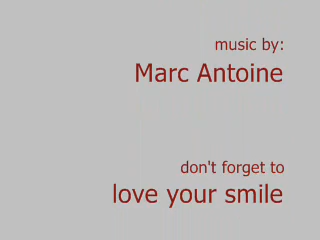 music by:
Marc Antoine
don't forget to
love your smile